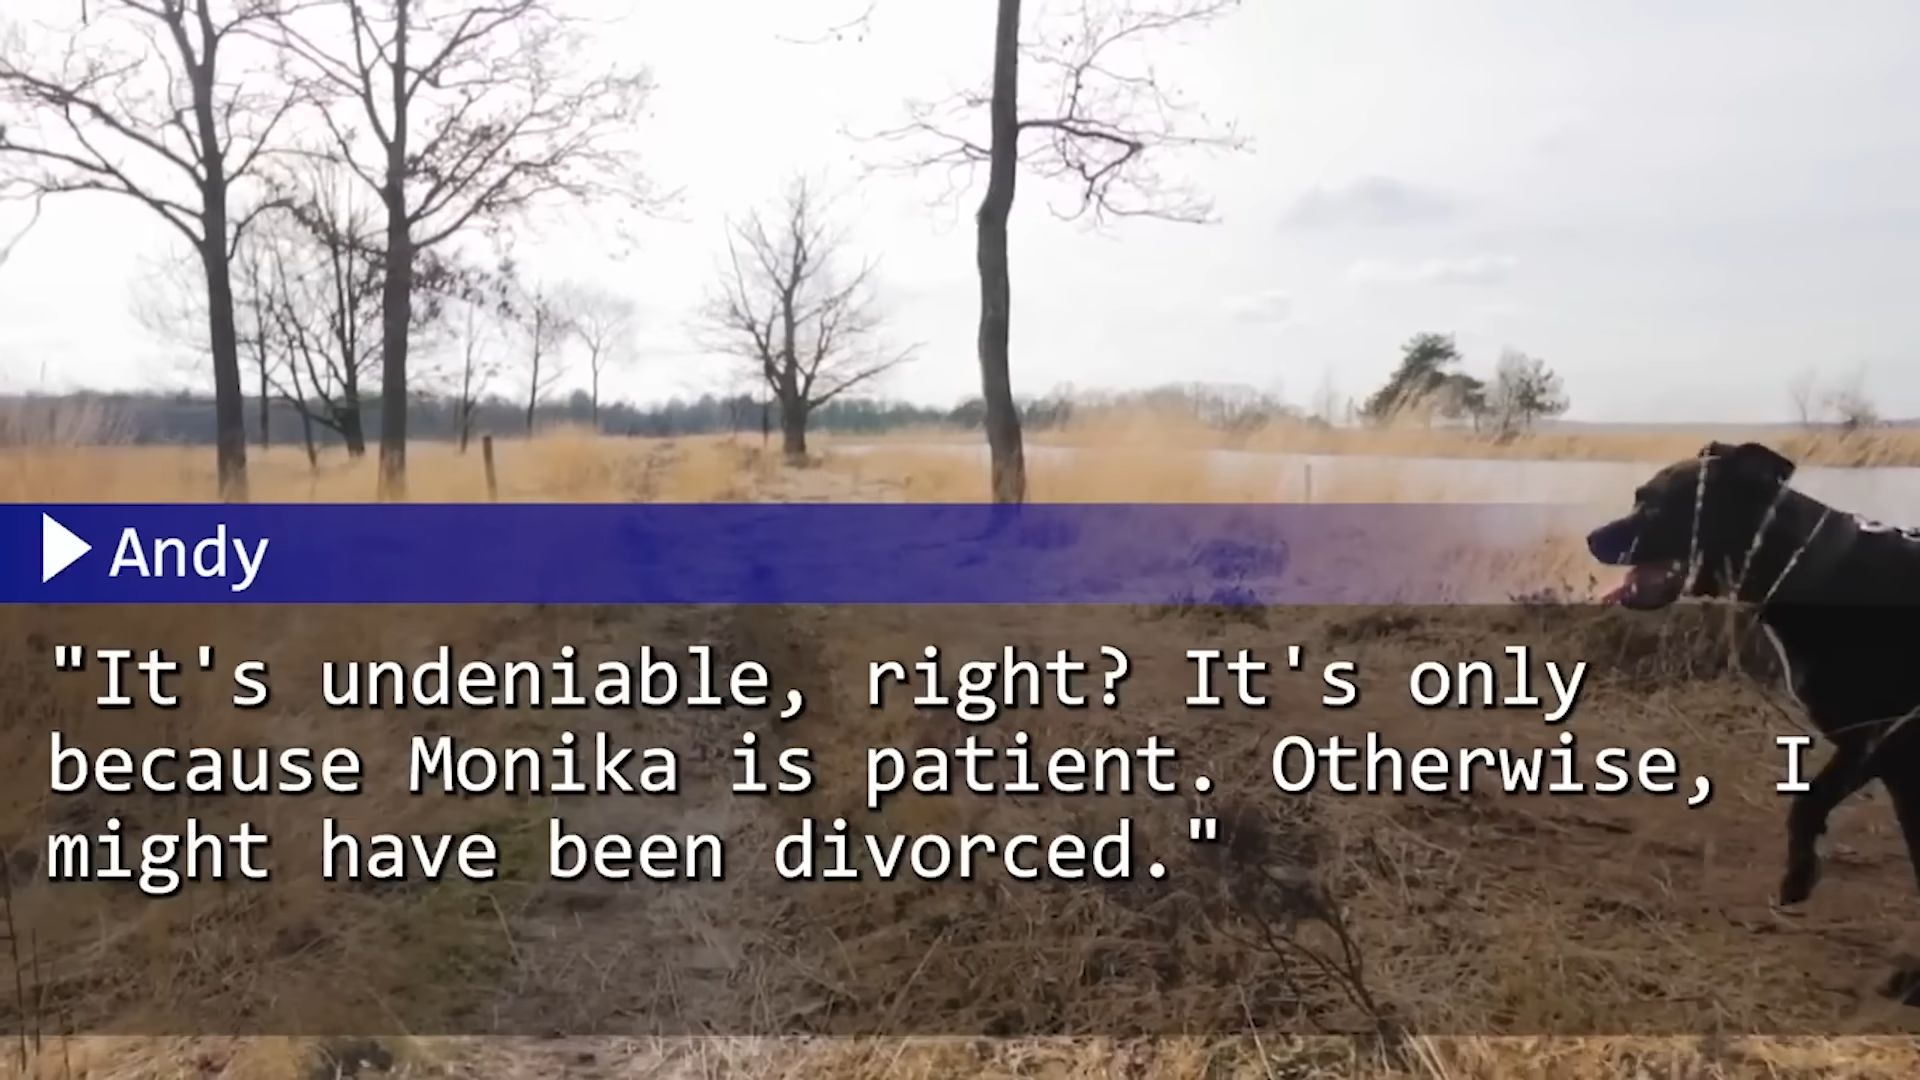 Andy
"It's undeniable, right? It's only
because Monika is patient. Otherwise, I
might have been divorced."